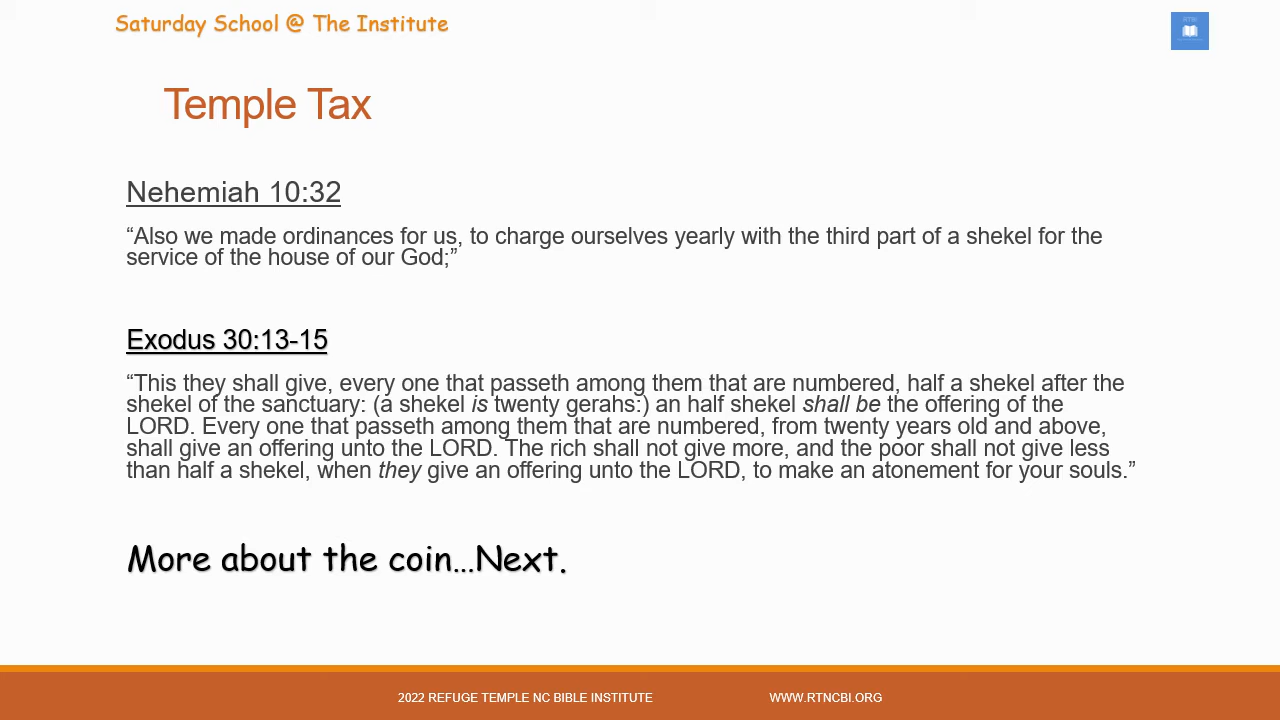 Saturday School @ The Institute
RTNC
Temple Tax
Nehemiah 10:32
“Also we made ordinances for us, to charge ourselves yearly with the third part of a shekel for the
service of the house of our God;”
Exodus 30:13-15
“This they shall give, every one that passeth among them that are numbered, half a shekel after the
shekel of the sanctuary: (a shekel is twenty gerahs:) an half shekel shall be the offering of the
LORD. Every one that passeth among them that are numbered, from twenty years old and above,
shall give an offering unto the LORD. The rich shall not give more, and the poor shall not give less
than half a shekel, when they give an offering unto the LORD, to make an atonement for your souls.”
More about the coin...Next.
2022 REFUGE TEMPLE NC BIBLE INSTITUTE WWW.RTNCBI.ORG